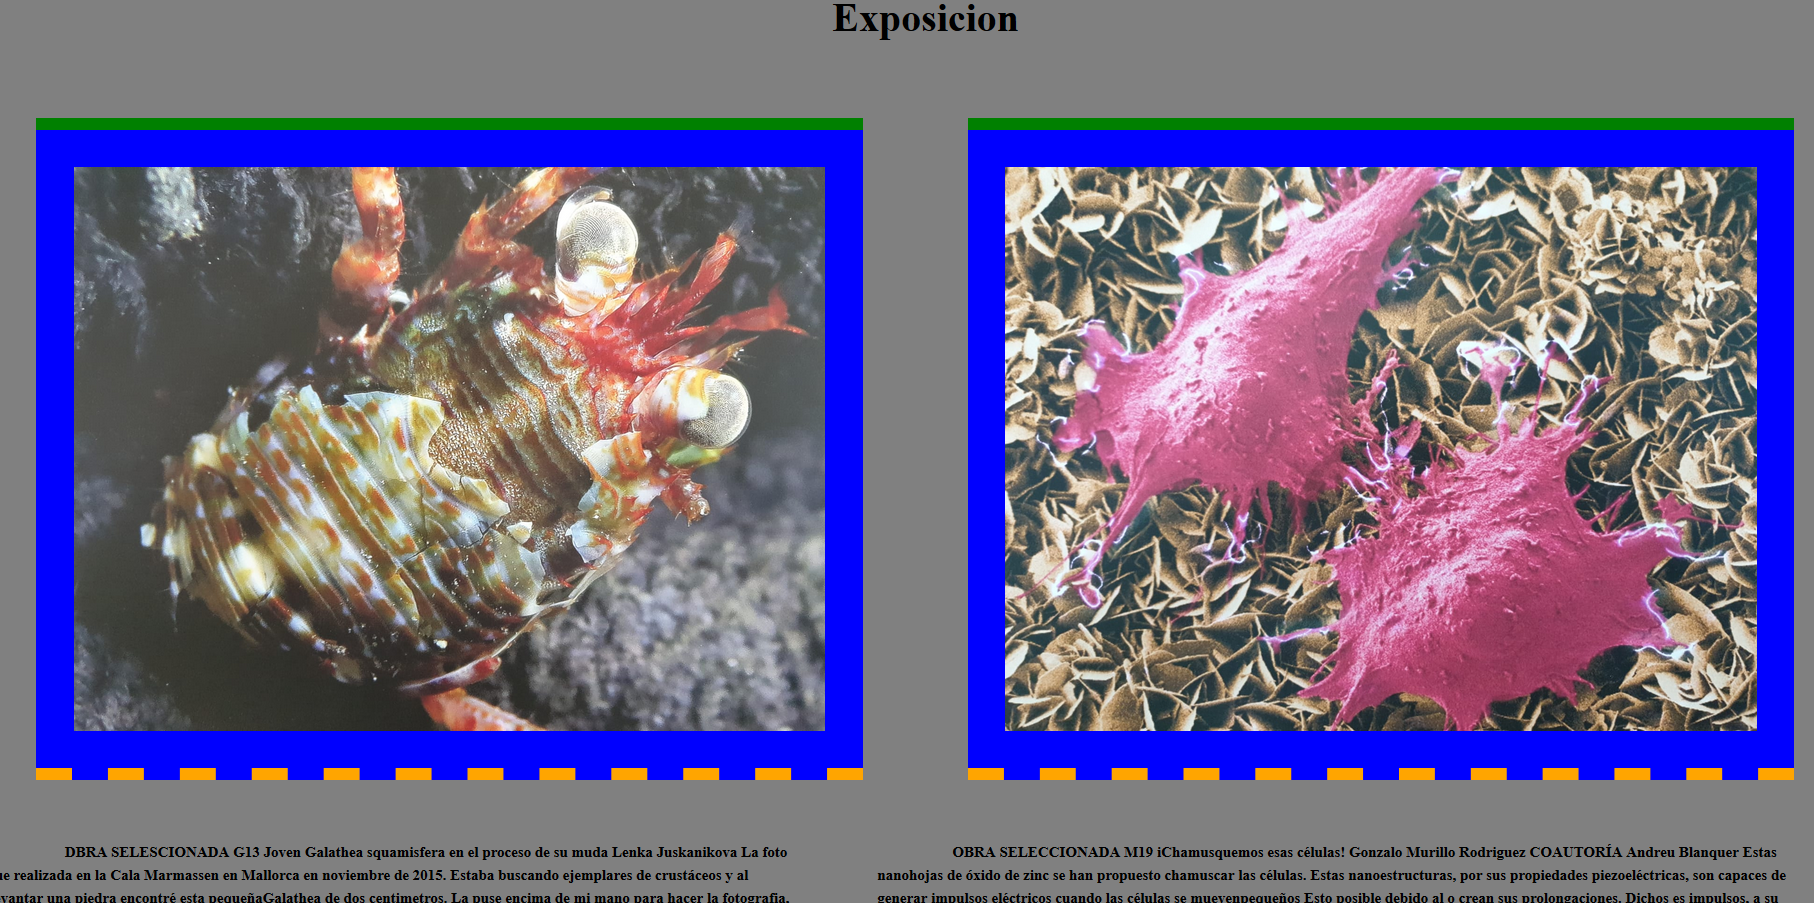 Exposicion
DBRA SELESCIONADA G13 Joven Galathea squamisfera en el proceso de su muda Lenka Juskanikova La foto
realizada en la Cala Marmassen en Mallorca en noviembre de 2015. Estaba buscando ejemplares de crustáceos y al
una piedra encontré esta pequeñaGalathea de dos centimetros. La puse encima de mi mano para hacer la fotografia,
OBRA SELECCIONADA M19 iChamusquemos esas células! Gonzalo Murillo Rodriguez COAUTORÍA Andreu Blanquer Estas
nanohojas de óxido de zinc se han propuesto chamuscar las células. Estas nanoestructuras, por sus propiedades piezoeléctricas, son capaces de
generar impulsos eléctricos cuando las células se muevenpequeños Esto posible debido al o crean sus prolongaciones. Dichos es impulsos, a su